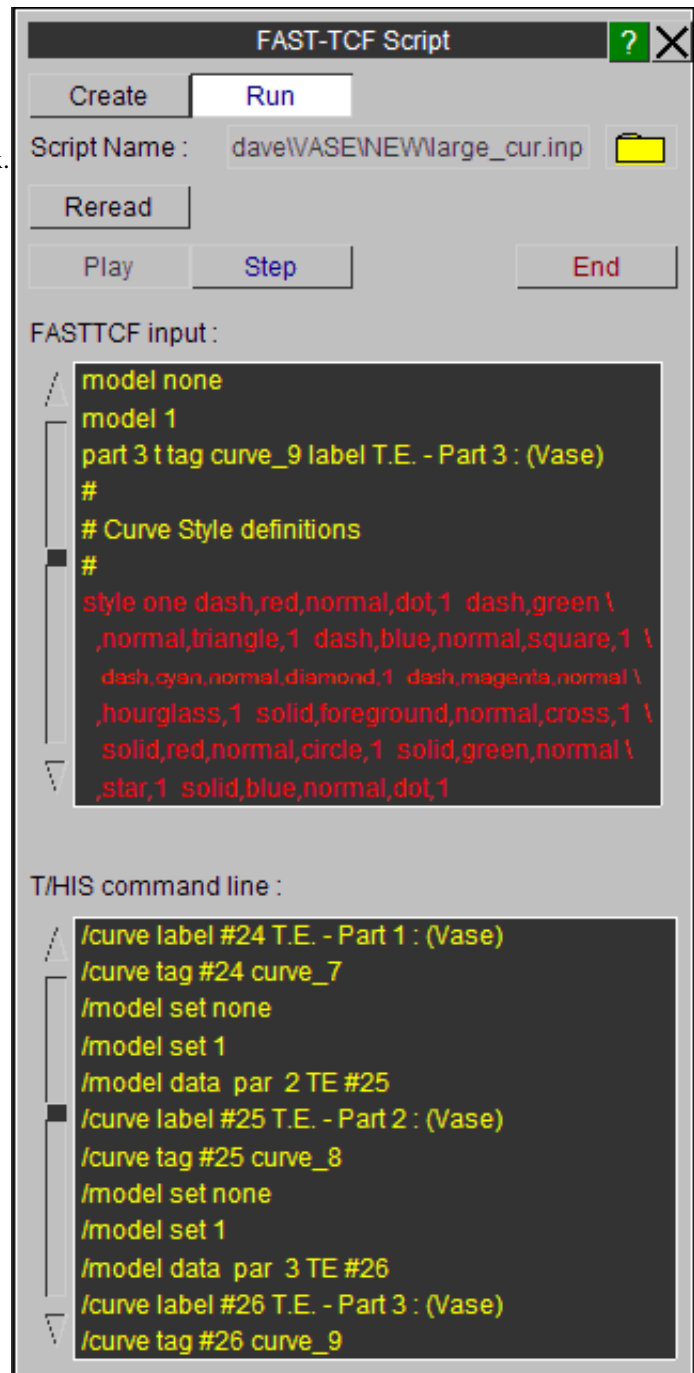 FAST-TCF Script ? X
Create Run
Script Name : dave\VASE\NEW\large_cur.inp
Reread
Play Step End
FASTTCF input :
model none
model 1
part 3 t tag curve_9 label T.E. - Part 3 : (Vase)
#
# Curve Style definitions
#
style one dash,red,normal,dot,1 dash,green \
,normal,triangle,1 dash,blue,normal,square,1 \
dash,cyan,normal,diamond,1 dash,magenta,normal \
,hourglass,1 solid,foreground,normal,cross,1 \
solid,red,normal,circle,1 solid,green,normal \
,star,1 solid,blue,normal,dot,1
T/HIS command line :
/curve label #24 T.E. - Part 1 : (Vase)
/curve tag #24 curve_7
/model set none
/model set 1
/model data par 2 TE #25
/curve label #25 T.E. - Part 2 : (Vase)
/curve tag #25 curve_8
/model set none
/model set 1
/model data par 3 TE #26
/curve label #26 T.E. - Part 3 : (Vase)
/curve tag #26 curve_9